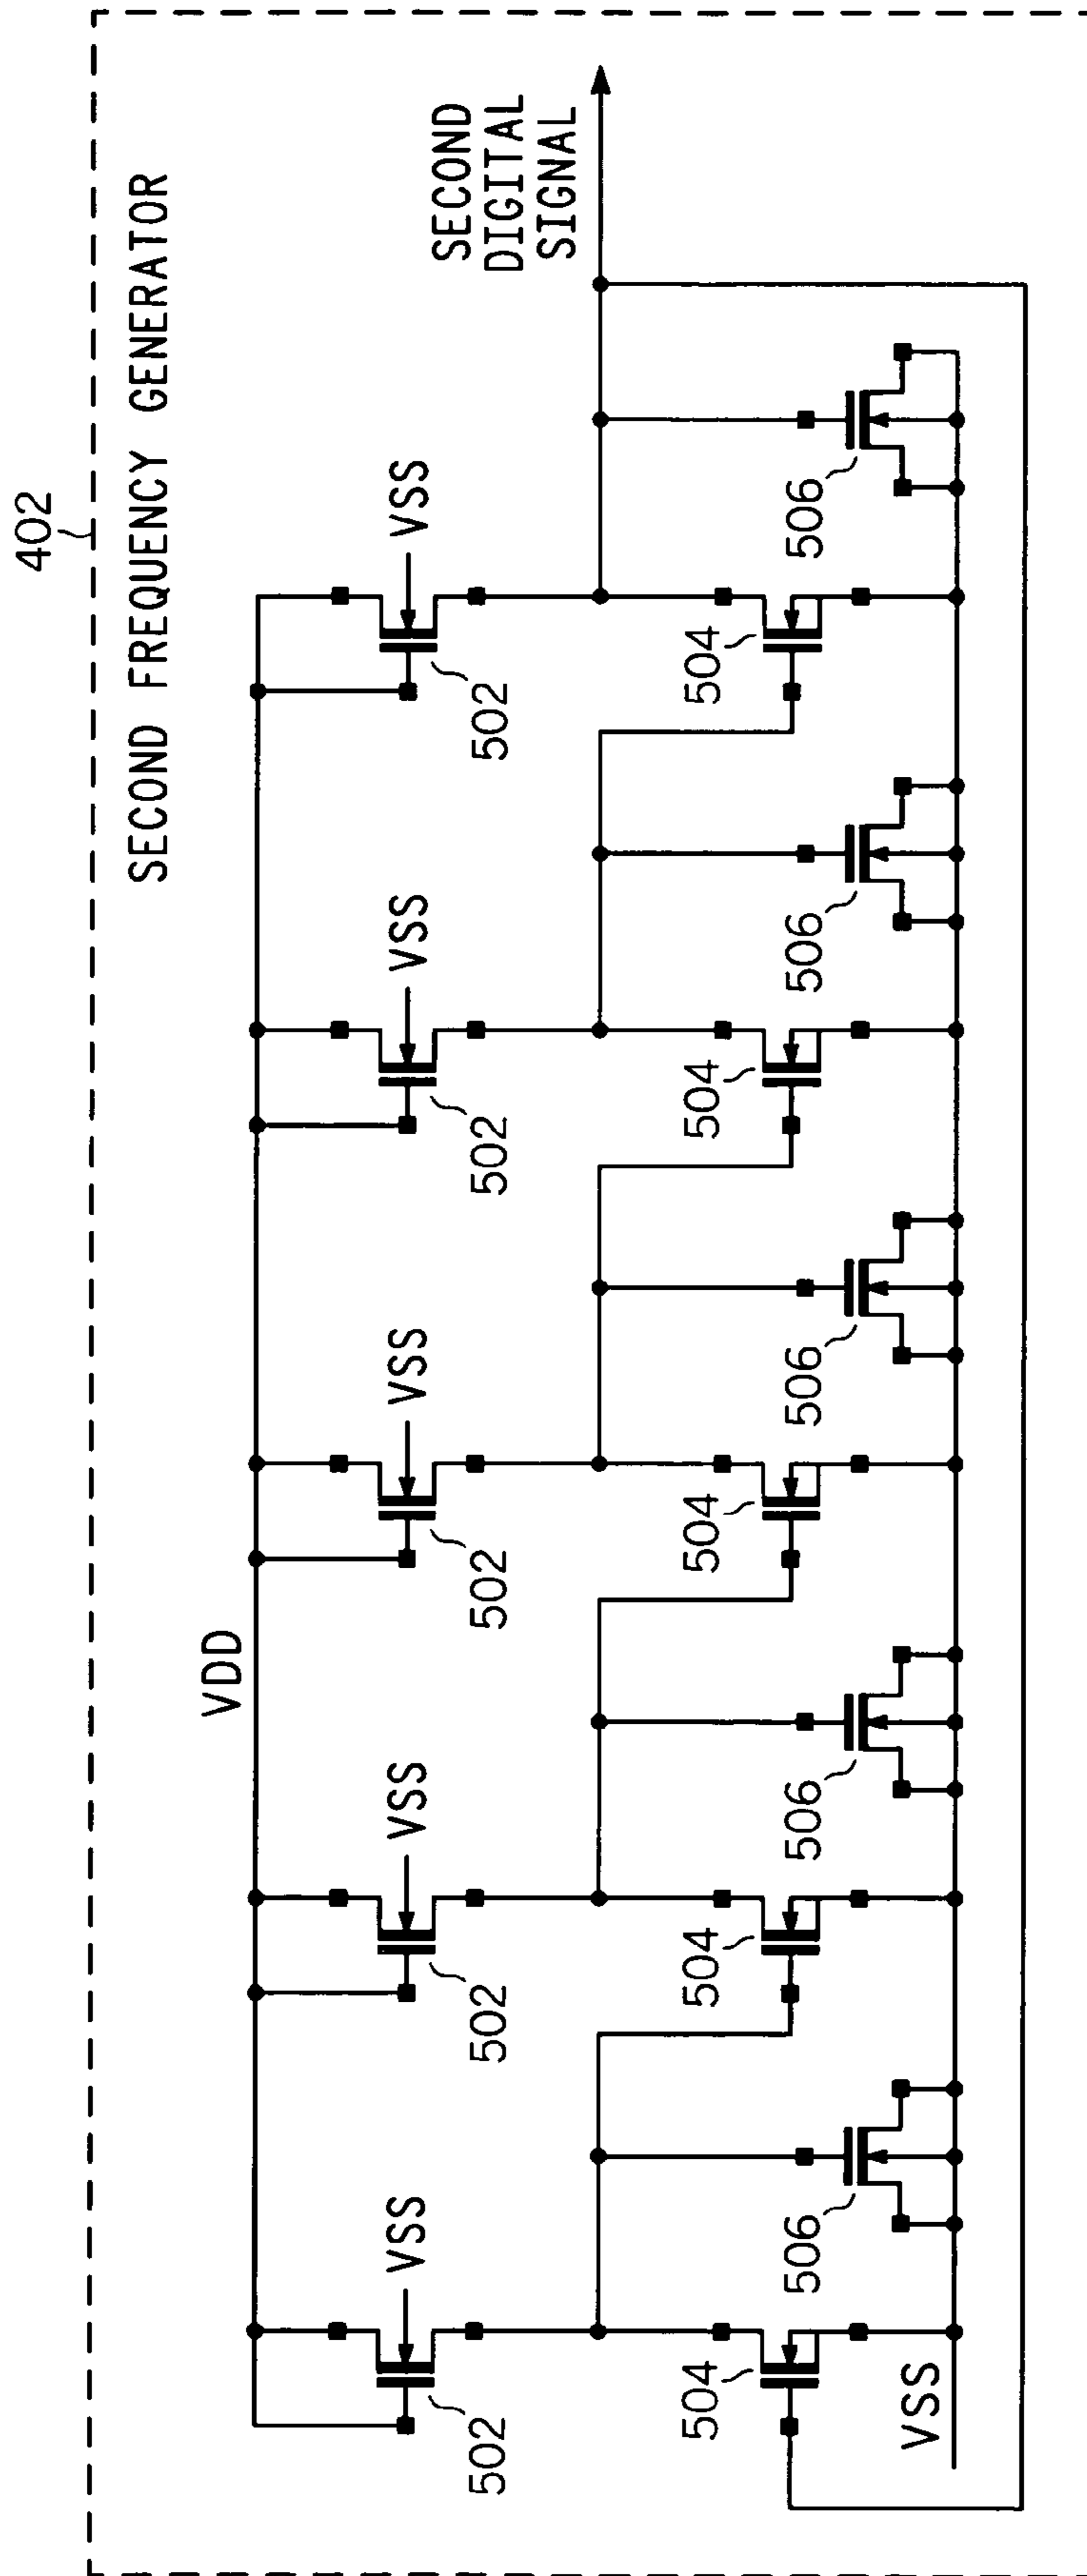 402
SECOND FREQUENCY GENERATOR
VDD
VSS
VSS
VSS
VSS
VSS
502
502
502
502
502
SECOND
DIGITAL
SIGNAL
504
504
504
504
504
506
506
506
506
506
VSS